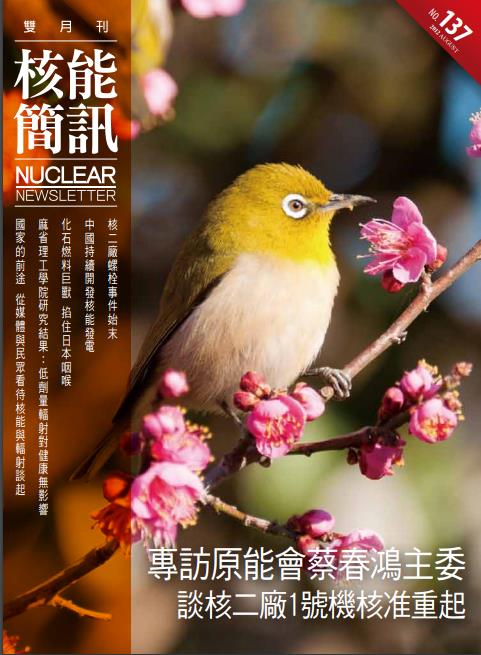 雙月刊
核能
簡訊
NUCLEAR
NEWSLETTER
NO.137
2012 AUGUST
核二廠螺栓事件始末
中國持續開發核能發電
化石燃料巨獸 掐住日本咽喉
麻省理工學院研究結果：低劑量輻射對健康無影響
國家的前途 從媒體與民眾看待核能與輻射談起
專訪原能會蔡春鴻主委
談核二廠1號機核准重起